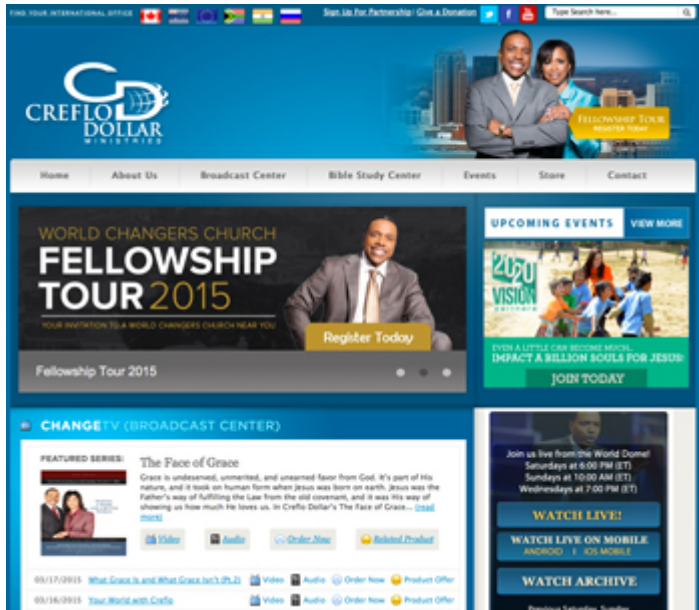 FIND YOUR INTERNATIONAL OFFICE
Sign Up For Partnership | Give a Donation
Type Search here...
CREFLO
DOLLAR
MINISTRIES
FELLOWSHIP TOUR
REGISTER TODAY
Home About Us Broadcast Center Bible Study Center Events Store Contact
WORLD CHANGERS CHURCH
FELLOWSHIP
TOUR 2015
YOUR INVITATION TO A WORLD CHANGERS CHURCH NEAR YOU
Register Today
Fellowship Tour 2015
UPCOMING EVENTS VIEW MORE
2020
VISION
EVEN A LITTLE CAN BECOME MUCH...
IMPACT A BILLION SOULS FOR JESUS!
JOIN TODAY
CHANGETV (BROADCAST CENTER)
FEATURED SERIES:
The Face of Grace
Grace is undeserved, unmerited, and unearned favor from God. It's part of His
nature, and it took on human form when Jesus was born on earth. Jesus was the
Father's way of fulfilling the Law from the old covenant, and it was His way of
showing us how much He loves us. In Creflo Dollar's The Face of Grace... (read
more)
Video Audio Order Now Related Product
03/17/2015 What Grace Is and What Grace Isn't (Pt.2) Video Audio Order Now Product Offer
03/16/2015 Your World with Creflo Video Audio Order Now Product Offer
Join us live from the World Dome!
Saturdays at 6:00 PM (ET)
Sundays at 10:00 AM (ET)
Wednesdays at 7:00 PM (ET)
WATCH LIVE!
WATCH LIVE ON MOBILE
ANDROID | IOS MOBILE
WATCH ARCHIVE
Previous Saturday, Sunday,